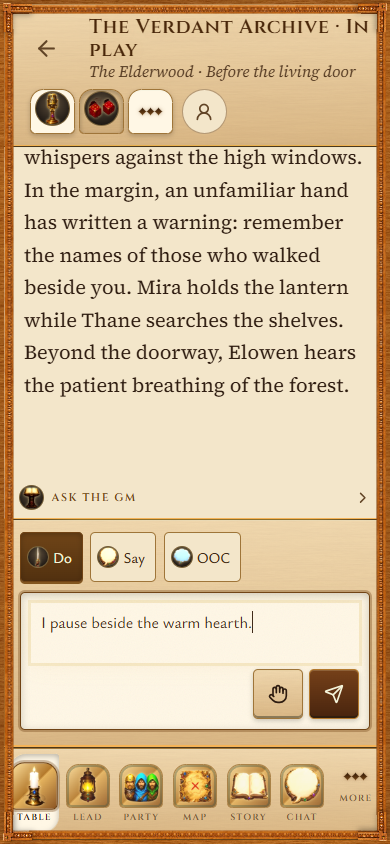 The Verdant Archive · In
play
The Elderwood · Before the living door
whispers against the high windows.
In the margin, an unfamiliar hand
has written a warning: remember
the names of those who walked
beside you. Mira holds the lantern
while Thane searches the shelves.
Beyond the doorway, Elowen hears
the patient breathing of the forest.
ASK THE GM
Do
Say
OOC
I pause beside the warm hearth.
TABLE
LEAD
PARTY
MAP
STORY
CHAT
MORE